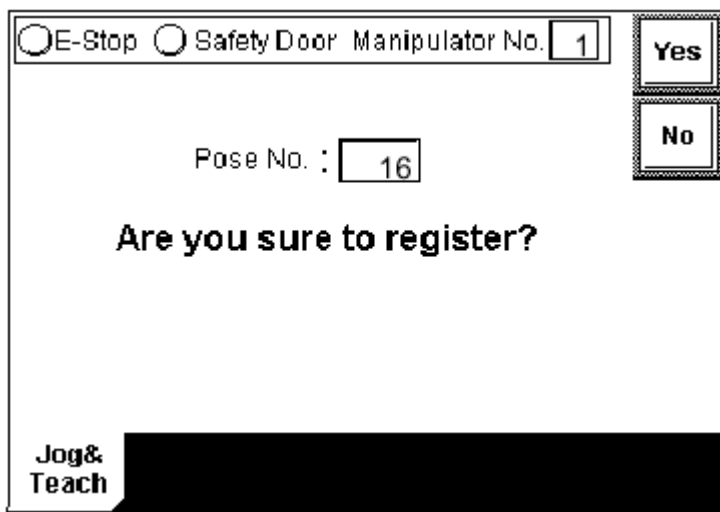 E-Stop Safety Door Manipulator No. 1
Yes
No
Pose No. : 16
Are you sure to register?
Jog&
Teach